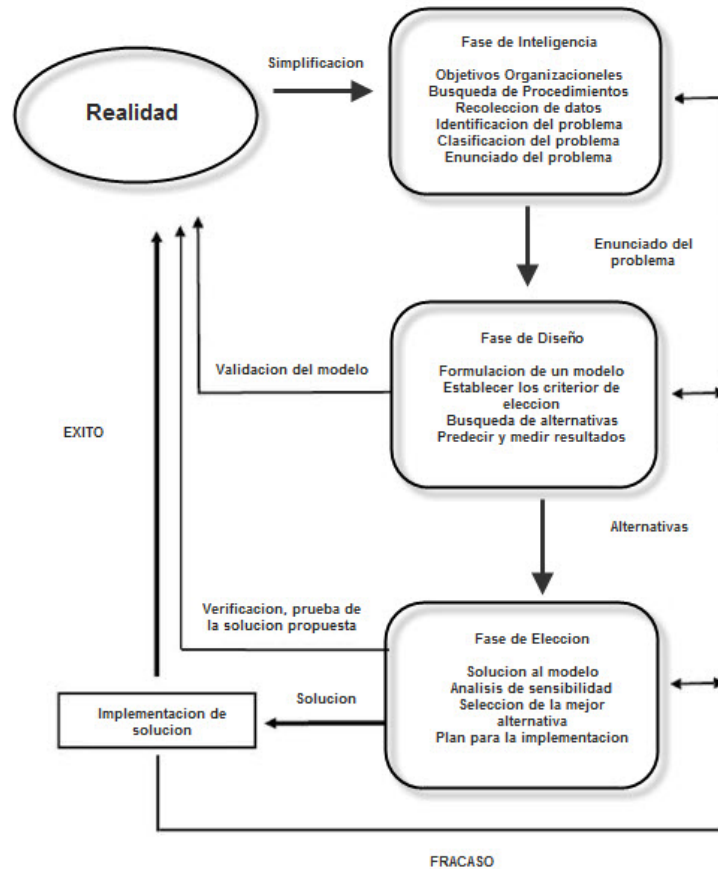 Realidad
Simplificacion
Fase de Inteligencia
Objetivos Organizacioneles
Busqueda de Procedimientos
Recoleccion de datos
Identificacion del problema
Clasificacion del problema
Enunciado del problema
Enunciado del
problema
Fase de Diseño
Formulacion de un modelo
Establecer los criterior de
eleccion
Busqueda de alternativas
Predecir y medir resultados
Validacion del modelo
EXITO
Alternativas
Verificacion, prueba de
la solucion propuesta
Fase de Eleccion
Solucion al modelo
Analisis de sensibilidad
Seleccion de la mejor
alternativa
Plan para la implementacion
Solucion
Implementacion de
solucion
FRACASO